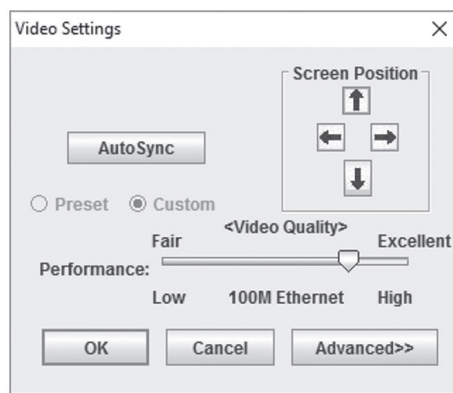 Video Settings
Screen Position
AutoSync
Preset
Custom
<Video Quality>
Fair
Excellent
Performance:
Low
100M Ethernet
High
OK
Cancel
Advanced>>